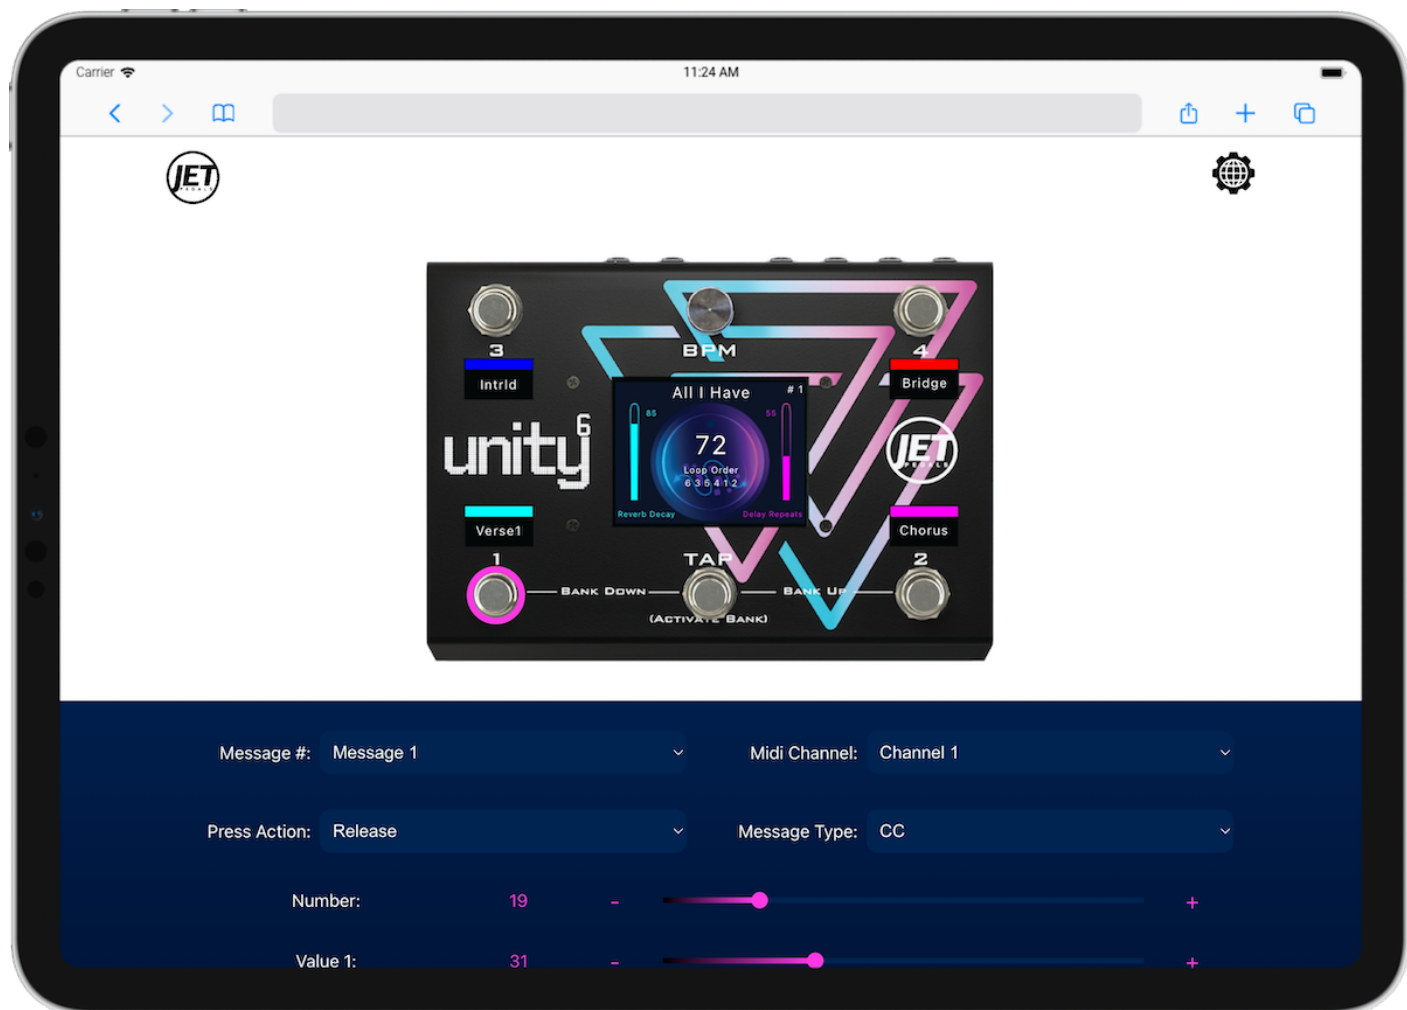 Carrier
11:24 AM
JET
PEDALS
3
BPM
4
Intrld
Bridge
All I Have
# 1
85
55
unity6
72
JET
PEDALS
Loop Order
6 3 6 4 1 2
Reverb Decay
Delay Repeats
Verse1
Chorus
1
TAP
2
BANK DOWN
BANK UP
(ACTIVATE BANK)
Message #: Message 1
Midi Channel: Channel 1
Press Action: Release
Message Type: CC
Number: 19 - +
Value 1: 31 - +